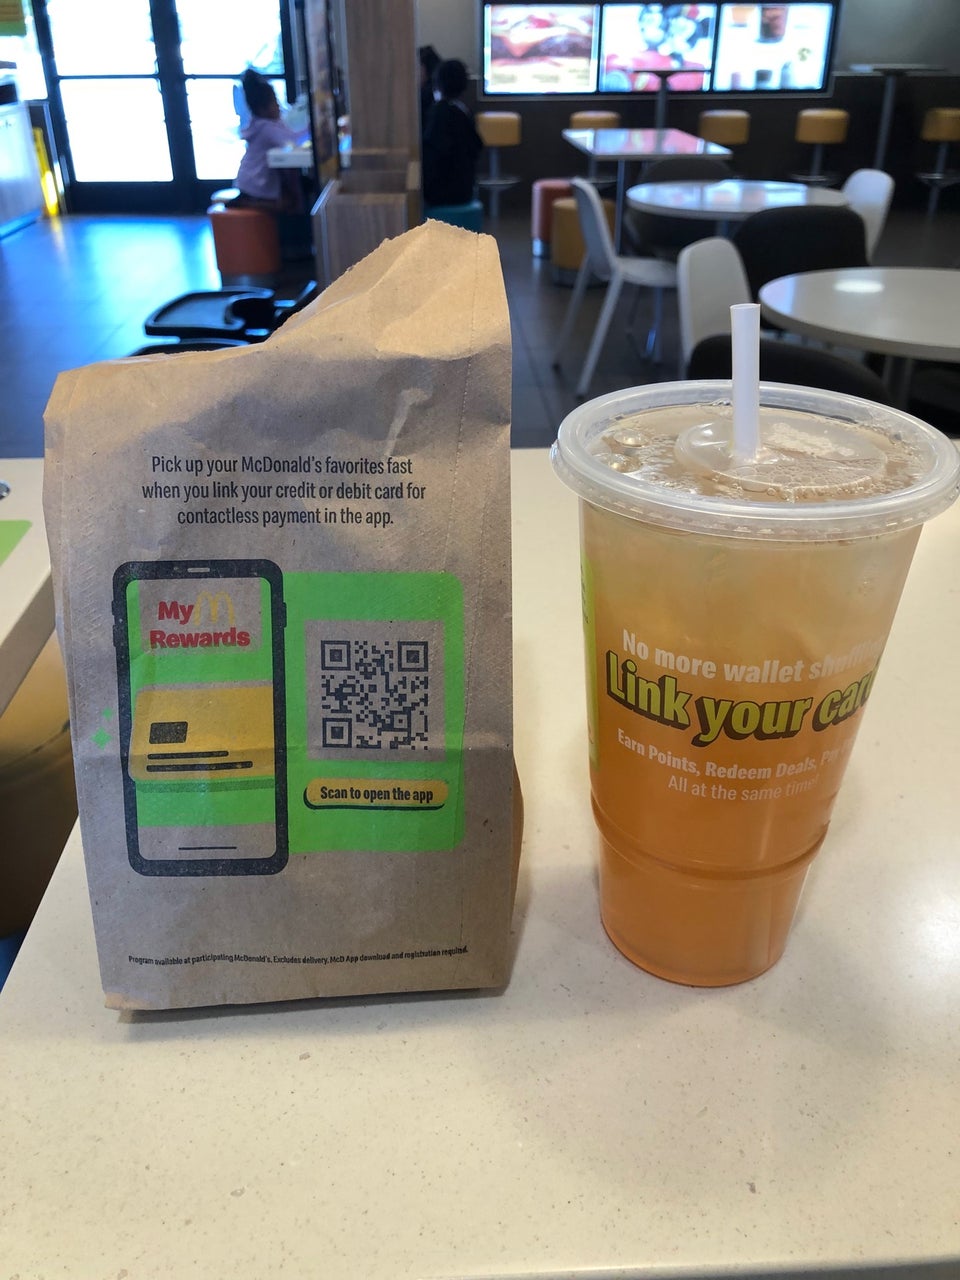 Pick up your McDonald's favorites fast
when you link your credit or debit card for
contactless payment in the app.
My
Rewards
Scan to open the app
Program available at participating McDonald's. Excludes delivery. McD App download and registration required.
No more wallet
Link your card
Earn Points, Redeem Deals, Pay
All at the same time!